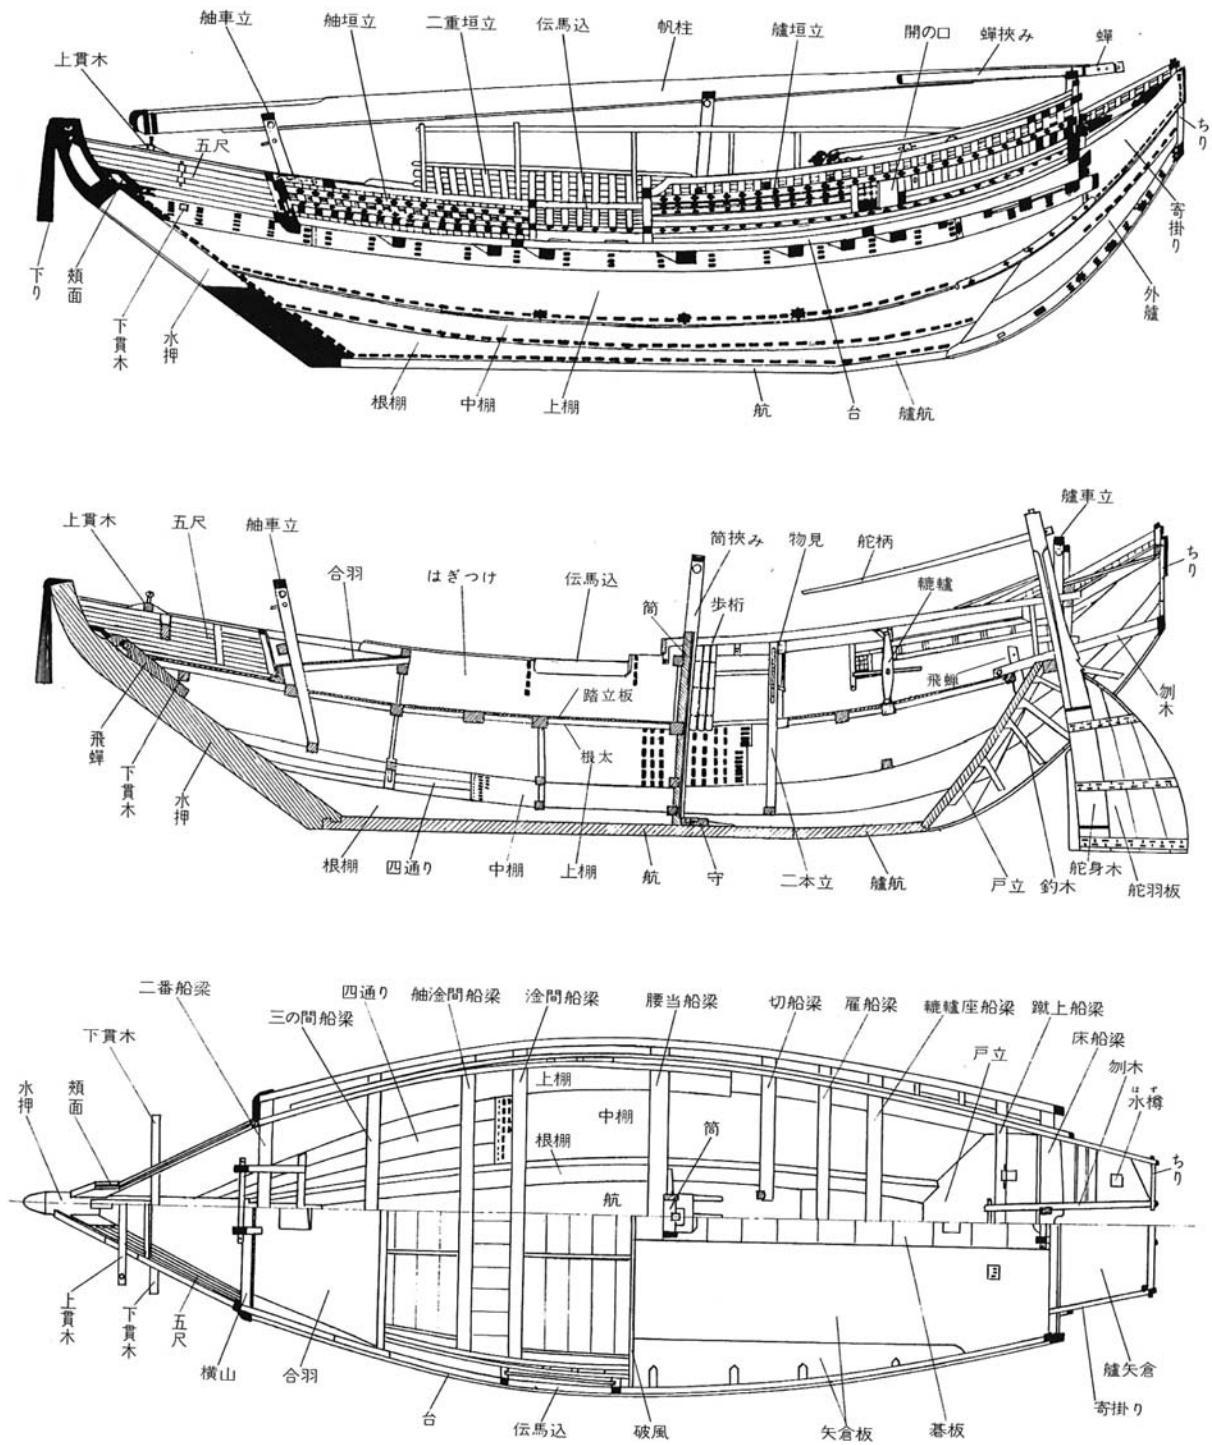 舳車立
舳垣立
二重垣立
伝馬込
帆柱
艫垣立
開の口
蟬挾み
蟬
上貫木
五尺
ちり
寄掛り
外艫
下り
頰面
下貫木
水押
根棚
中棚
上棚
航
台
艫航
上貫木
五尺
舳車立
合羽
はぎつけ
伝馬込
筒挾み
物見
舵柄
艫車立
ちり
筒
歩桁
轆轤
踏立板
飛蟬
刎木
飛蟬
下貫木
水押
根太
根棚
四通り
中棚
上棚
航
守
二本立
艫航
戸立
釣木
舵身木
舵羽板
二番船梁
四通り
舳淦間船梁
淦間船梁
腰当船梁
切船梁
雇船梁
轆轤座船梁
蹴上船梁
下貫木
三の間船梁
戸立
床船梁
刎木
はず
水樽
水押
頰面
上棚
中棚
根棚
筒
ちり
航
上貫木
下貫木
五尺
横山
合羽
台
伝馬込
破風
矢倉板
碁板
艫矢倉
寄掛り